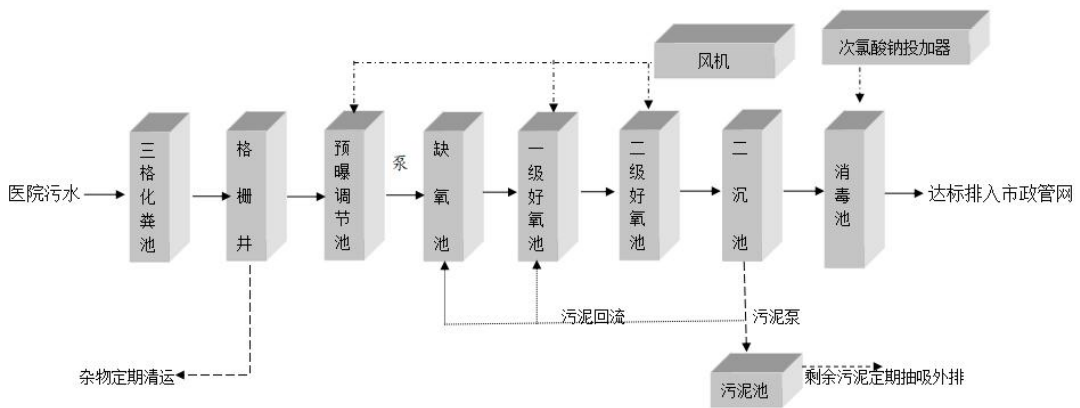 次氯酸钠投加器
风机
医院污水
三格化粪池
格栅井
预曝调节池
泵
缺氧池
一级好氧池
二级好氧池
二沉池
消毒池
达标排入市政管网
污泥回流
污泥泵
杂物定期清运
污泥池
剩余污泥定期抽吸外排